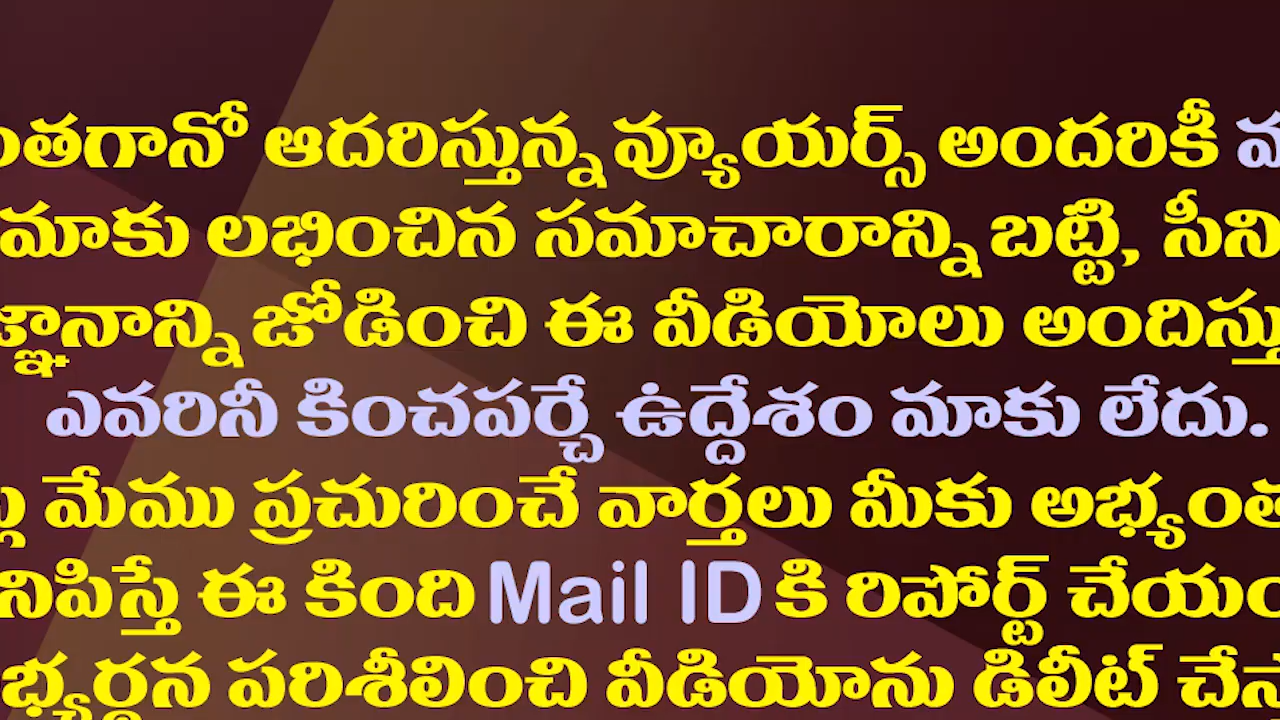 ఆదరిస్తున్న వ్యూయర్స్ అందరికీ
మాకు లభించిన సమాచారాన్ని బట్టి,
జోడించి ఈ వీడియోలు
ఎవరినీ కించపర్చే ఉద్దేశం మాకు లేదు.
మేము ప్రచురించే వార్తలు మీకు
ఈ కింది Mail ID కి రిపోర్ట్
పరిశీలించి వీడియోను డిలీట్